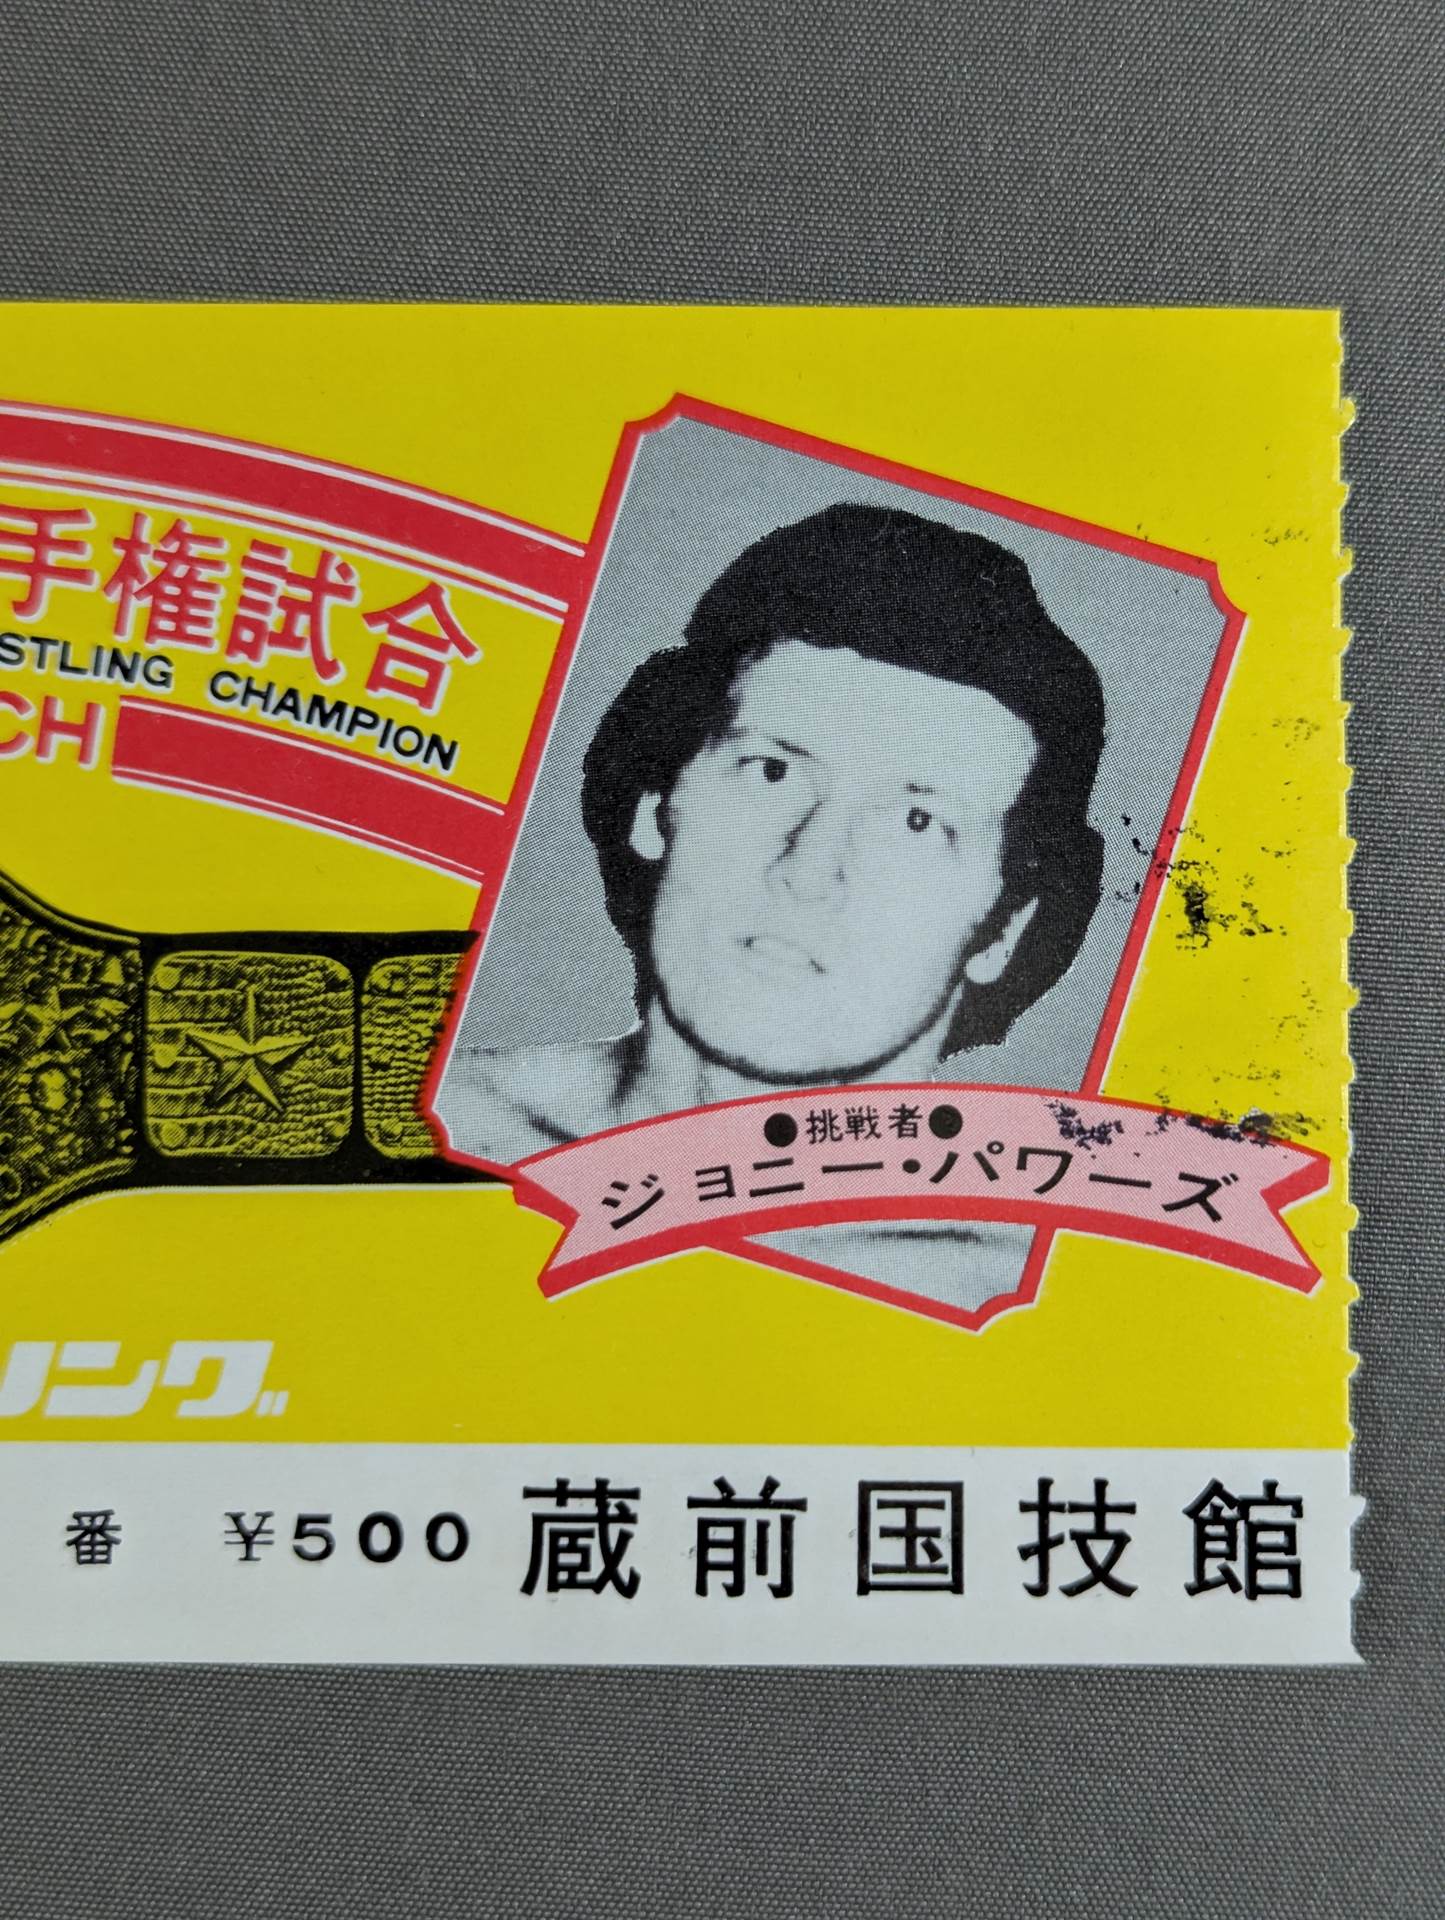 手権試合
STLING CHAMPION
CH
●挑戦者●
ジョニー・パワーズ
リング
番 ¥500 蔵前国技館